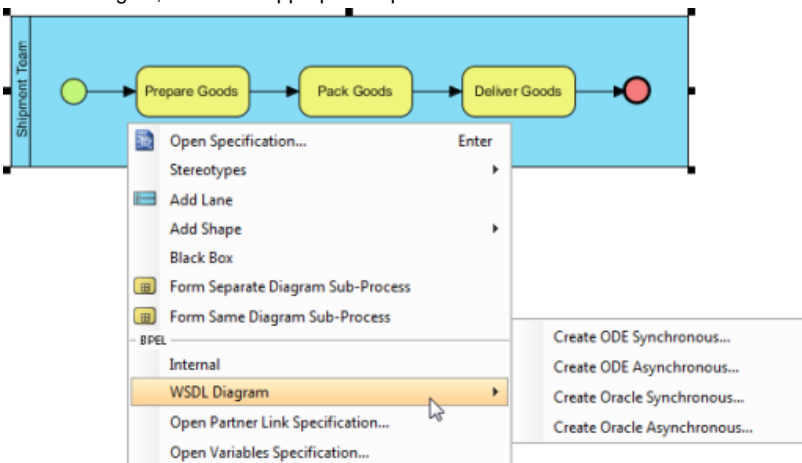 Shipment Team
Prepare Goods
Pack Goods
Deliver Goods
Open Specification... Enter
Stereotypes
Add Lane
Add Shape
Black Box
Form Separate Diagram Sub-Process
Form Same Diagram Sub-Process
BPEL
Internal
WSDL Diagram
Open Partner Link Specification...
Open Variables Specification...
Create ODE Synchronous...
Create ODE Asynchronous...
Create Oracle Synchronous...
Create Oracle Asynchronous...